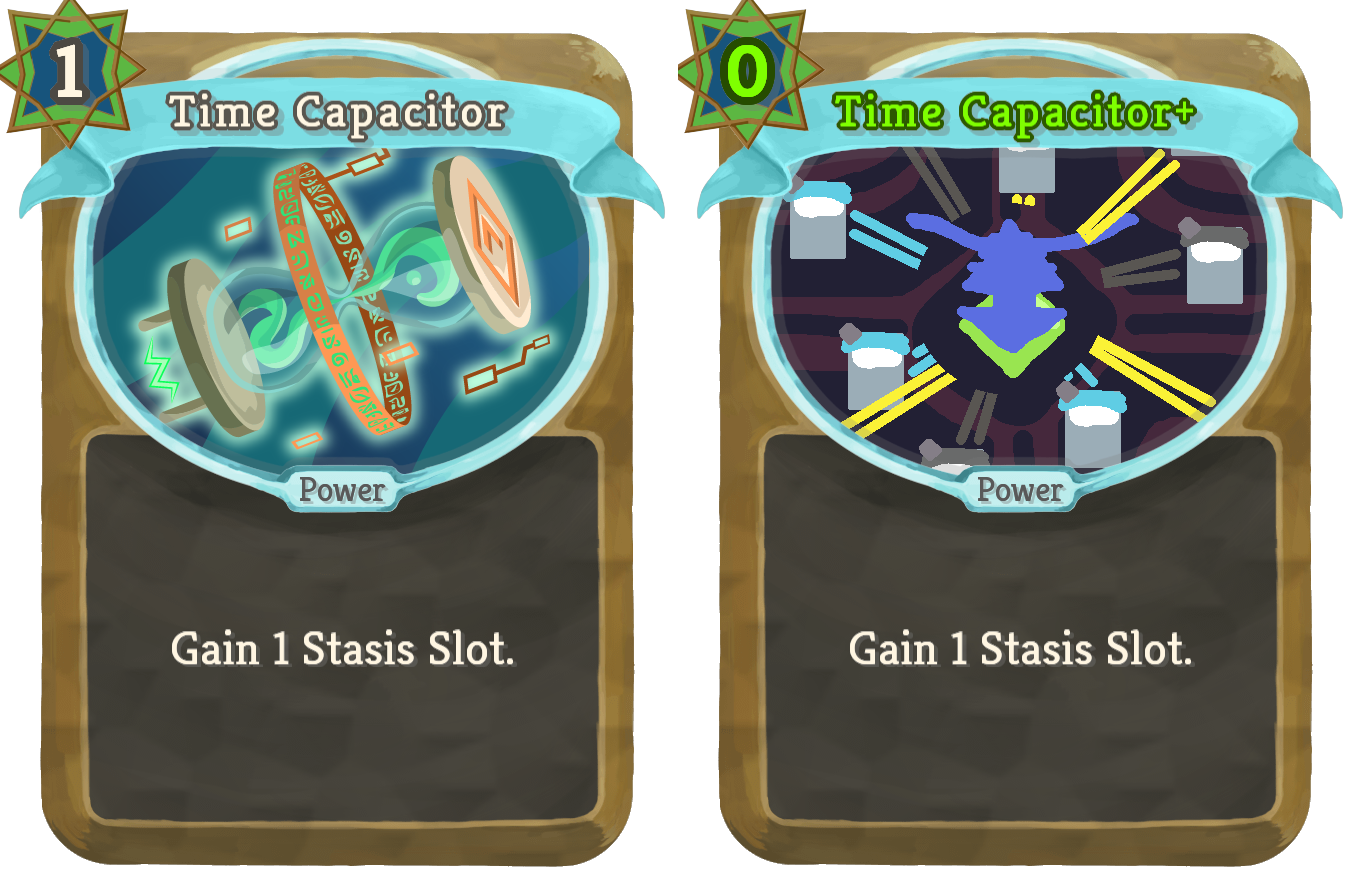 1
Time Capacitor
Power
Gain 1 Stasis Slot.
0
Time Capacitor+
Power
Gain 1 Stasis Slot.